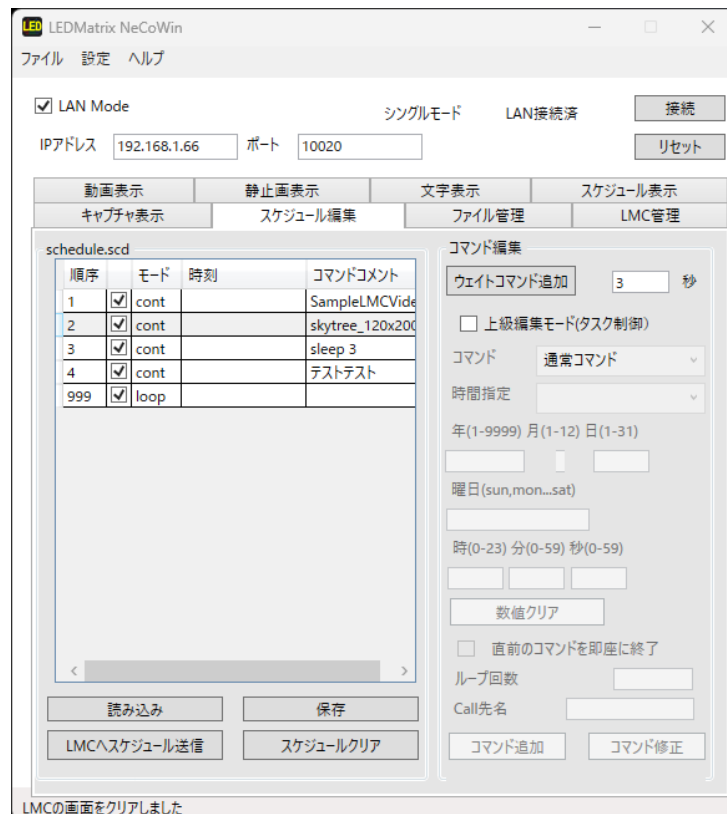 LED LEDMatrix NeCoWin
ファイル 設定 ヘルプ
LAN Mode
シングルモード LAN接続済 接続
IPアドレス 192.168.1.66 ポート 10020 リセット
動画表示 静止画表示 文字表示 スケジュール表示
キャプチャ表示 スケジュール編集 ファイル管理 LMC管理
schedule.scd
順序 モード 時刻 コマンドコメント
1 cont SampleLMCVide
2 cont skytree_120x200
3 cont sleep 3
4 cont テストテスト
999 loop
読み込み 保存
LMCへスケジュール送信 スケジュールクリア
コマンド編集
ウェイトコマンド追加 3 秒
上級編集モード(タスク制御)
コマンド 通常コマンド
時間指定
年(1-9999) 月(1-12) 日(1-31)
曜日(sun,mon...sat)
時(0-23) 分(0-59) 秒(0-59)
数値クリア
直前のコマンドを即座に終了
ループ回数
Call先名
コマンド追加 コマンド修正
LMCの画面をクリアしました